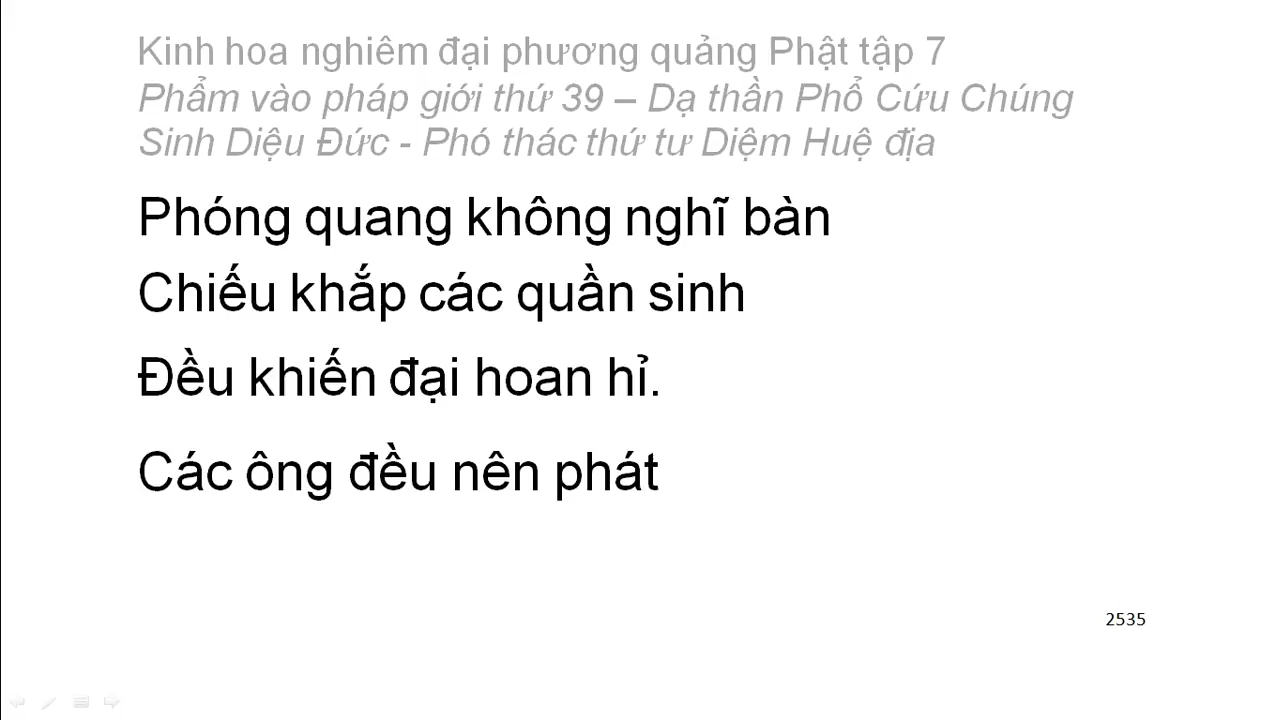 Kinh hoa nghiêm đại phương quảng Phật tập 7
Phẩm vào pháp giới thứ 39 – Dạ thần Phổ Cứu Chúng
Sinh Diệu Đức - Phó thác thứ tư Diệm Huệ địa
Phóng quang không nghĩ bàn
Chiếu khắp các quần sinh
Đều khiến đại hoan hỉ.
Các ông đều nên phát
2535